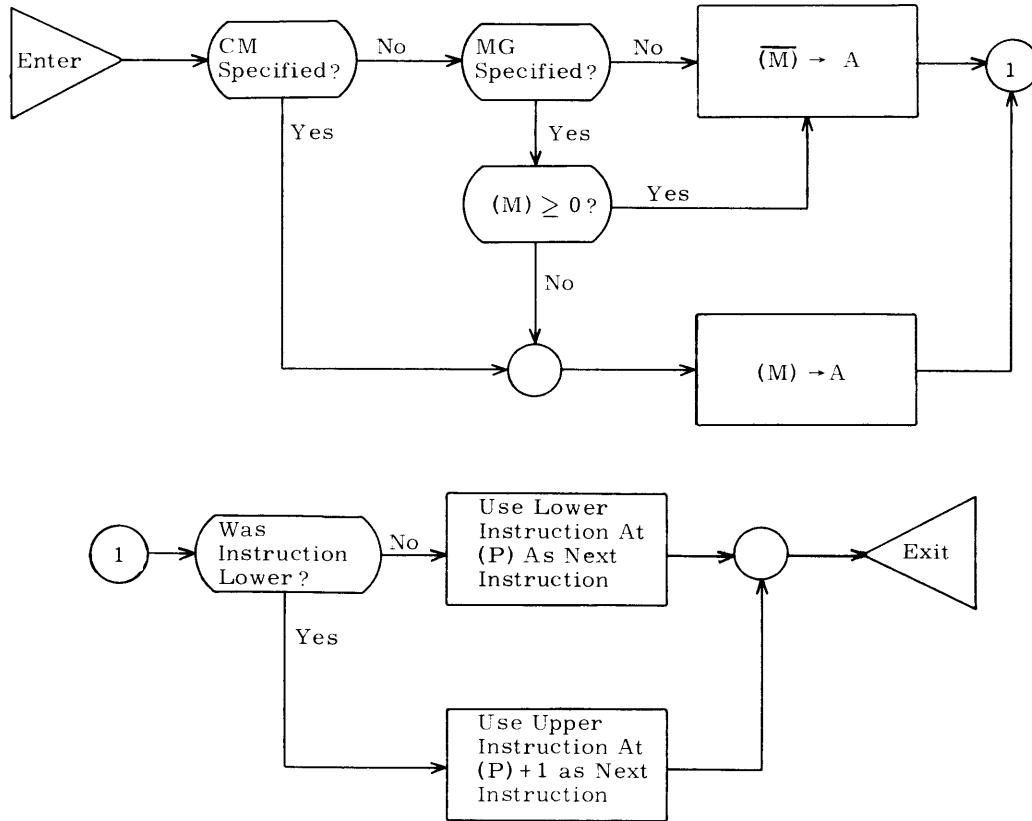 Enter
CM
Specified?
No
MG
Specified?
No
(M̅) → A
1
Yes
Yes
(M) ≥ 0?
Yes
No
(M) → A
1
Was
Instruction
Lower?
No
Use Lower
Instruction At
(P) As Next
Instruction
Exit
Yes
Use Upper
Instruction At
(P)+1 as Next
Instruction